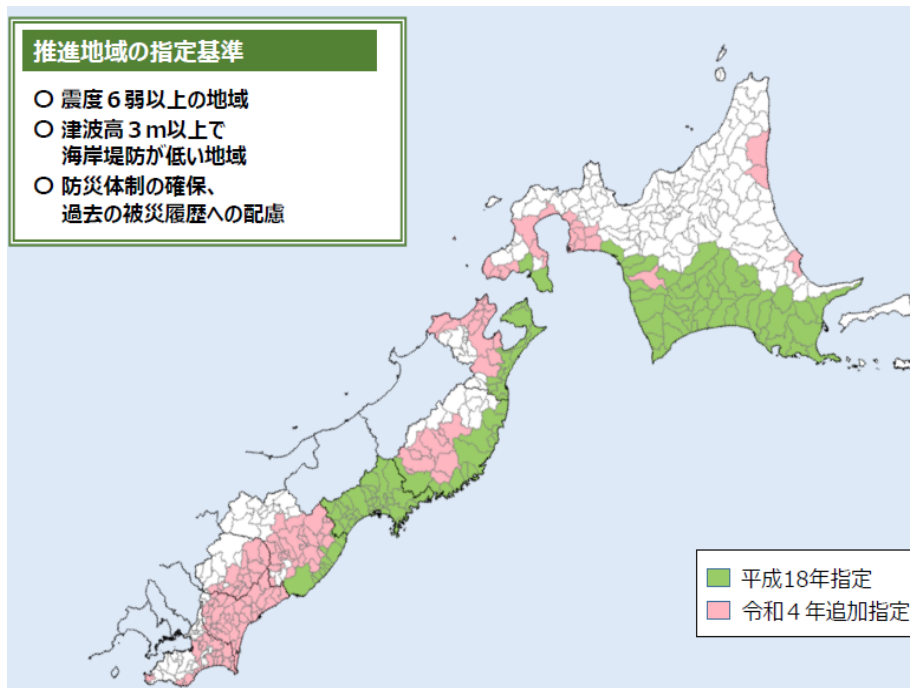 推進地域の指定基準
〇 震度６弱以上の地域
〇 津波高３ｍ以上で
海岸堤防が低い地域
〇 防災体制の確保、
過去の被災履歴への配慮
平成18年指定
令和４年追加指定